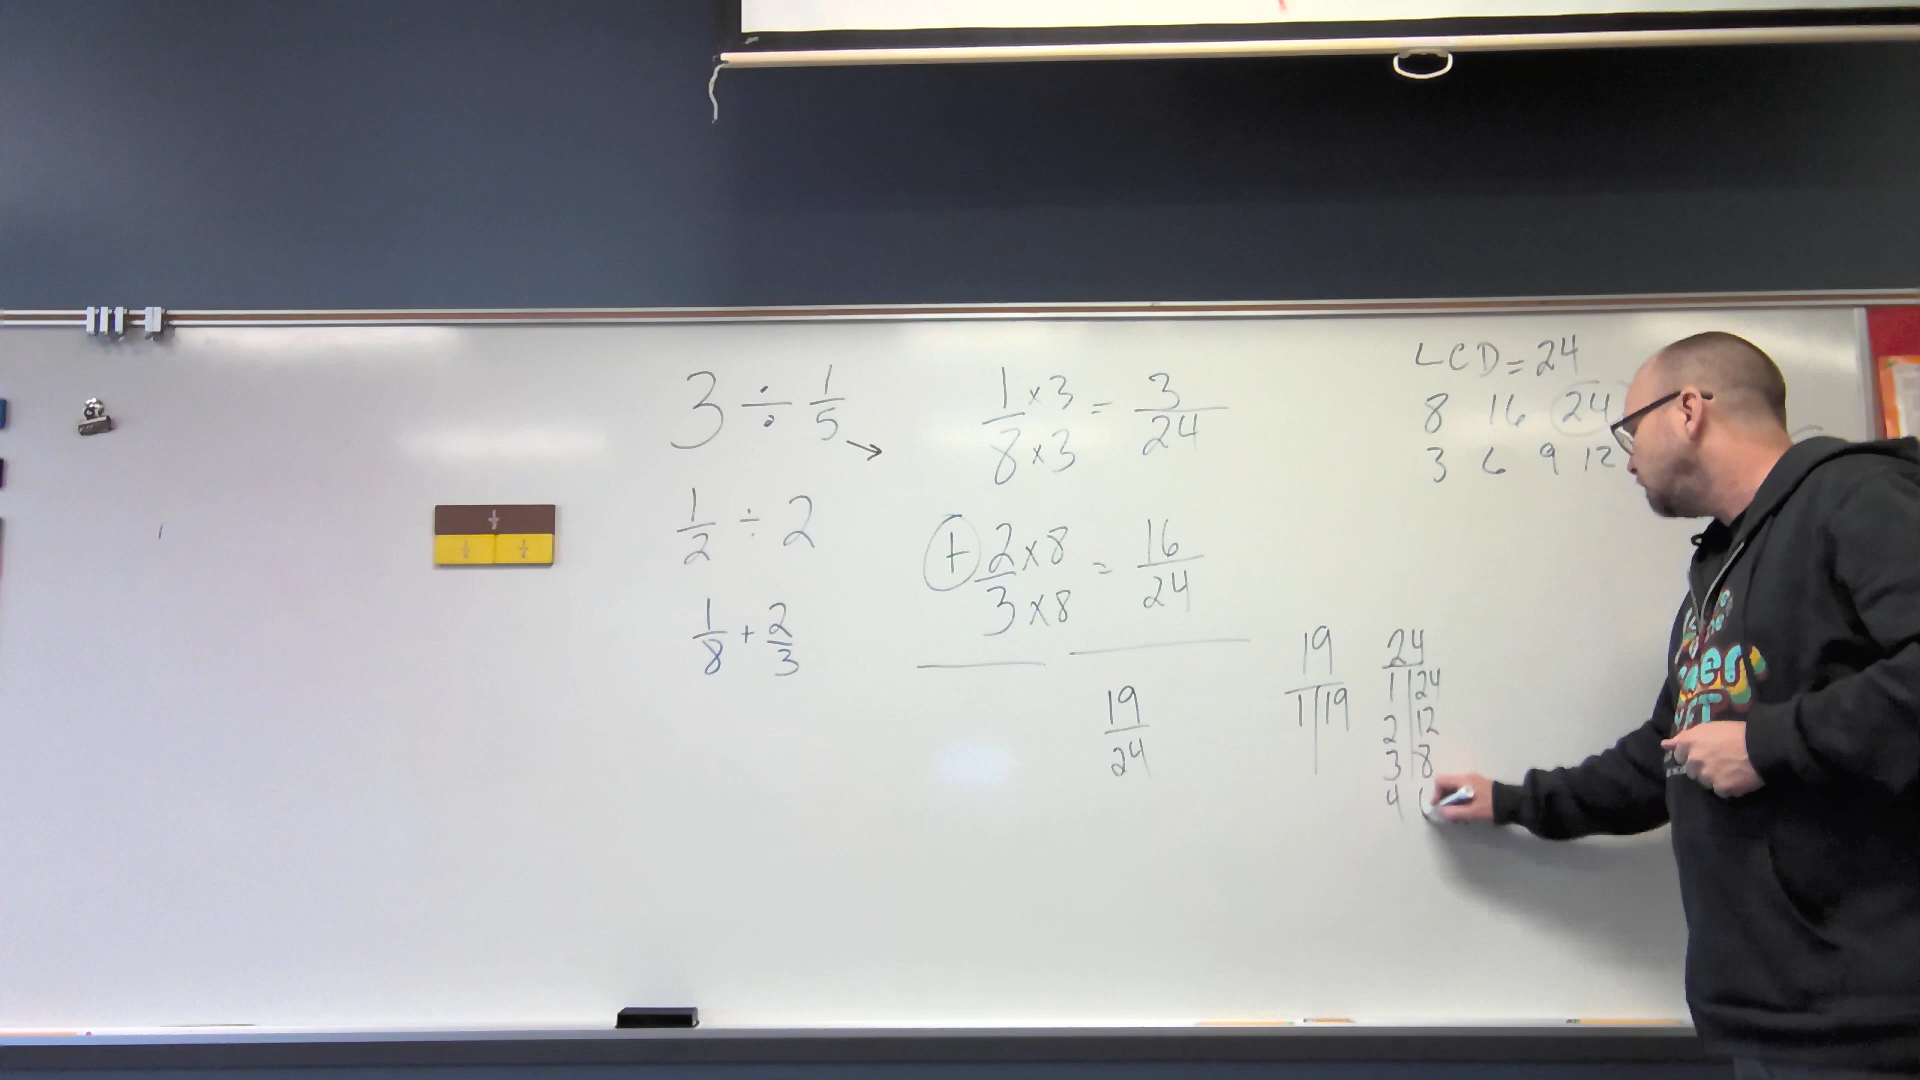 3 ÷ 1/5 →
1/2 ÷ 2
1/8 + 2/3
1 × 3 / 8 × 3 = 3/24
+ 2 × 8 / 3 × 8 = 16/24
19/24
LCD = 24
8 16 24
3 6 9 12
19
1 | 19
24
1 | 24
2 | 12
3 | 8
4